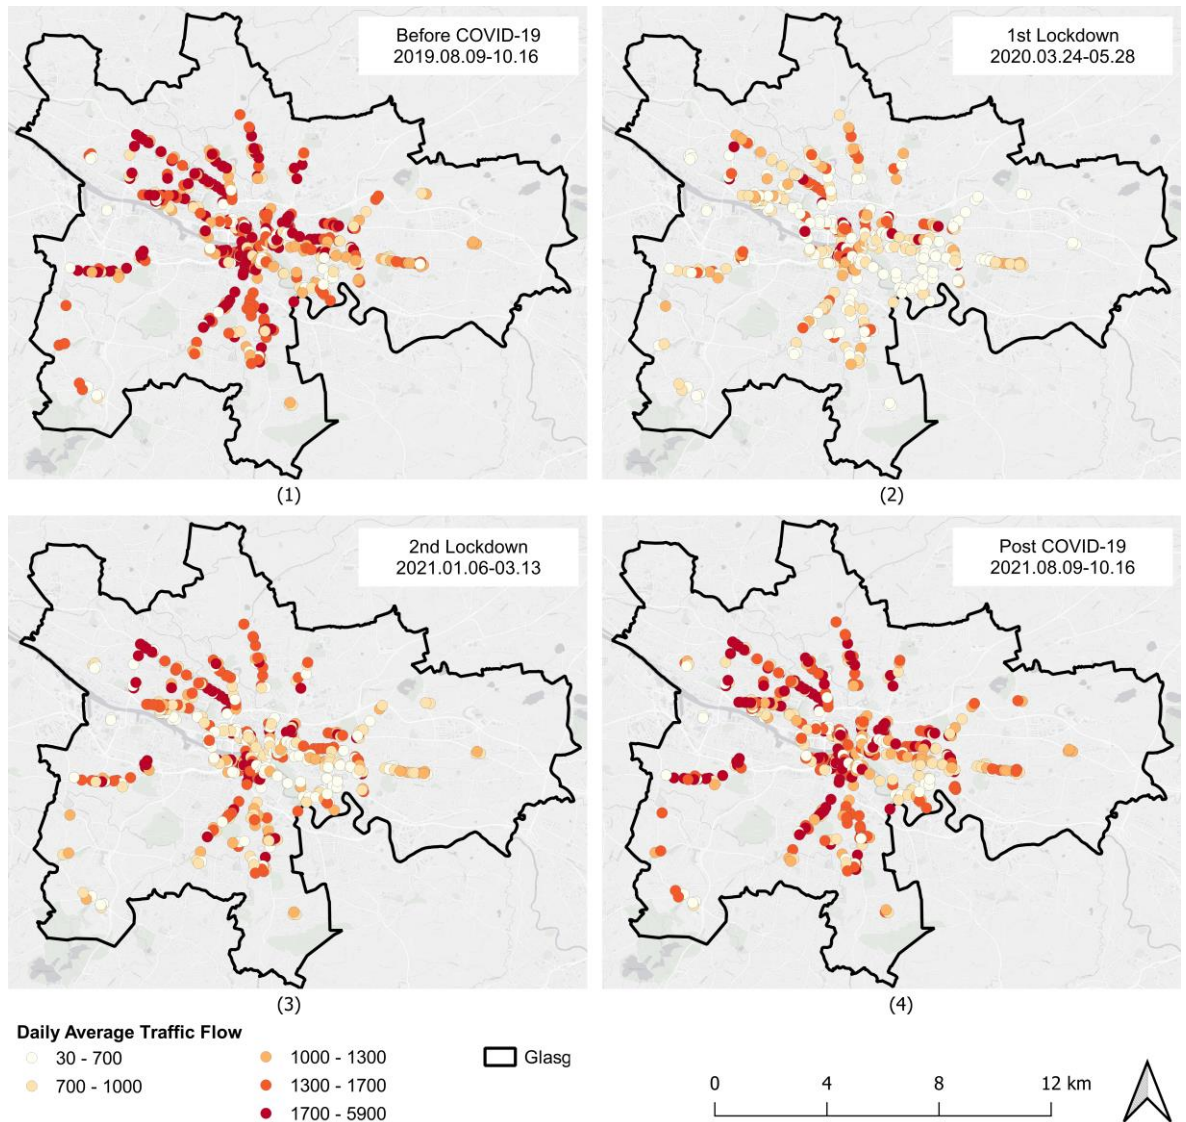 Before COVID-19
2019.08.09-10.16
1st Lockdown
2020.03.24-05.28
(1)
(2)
2nd Lockdown
2021.01.06-03.13
Post COVID-19
2021.08.09-10.16
(3)
(4)
Daily Average Traffic Flow
30 - 700
700 - 1000
1000 - 1300
1300 - 1700
1700 - 5900
Glasg
0 4 8 12 km